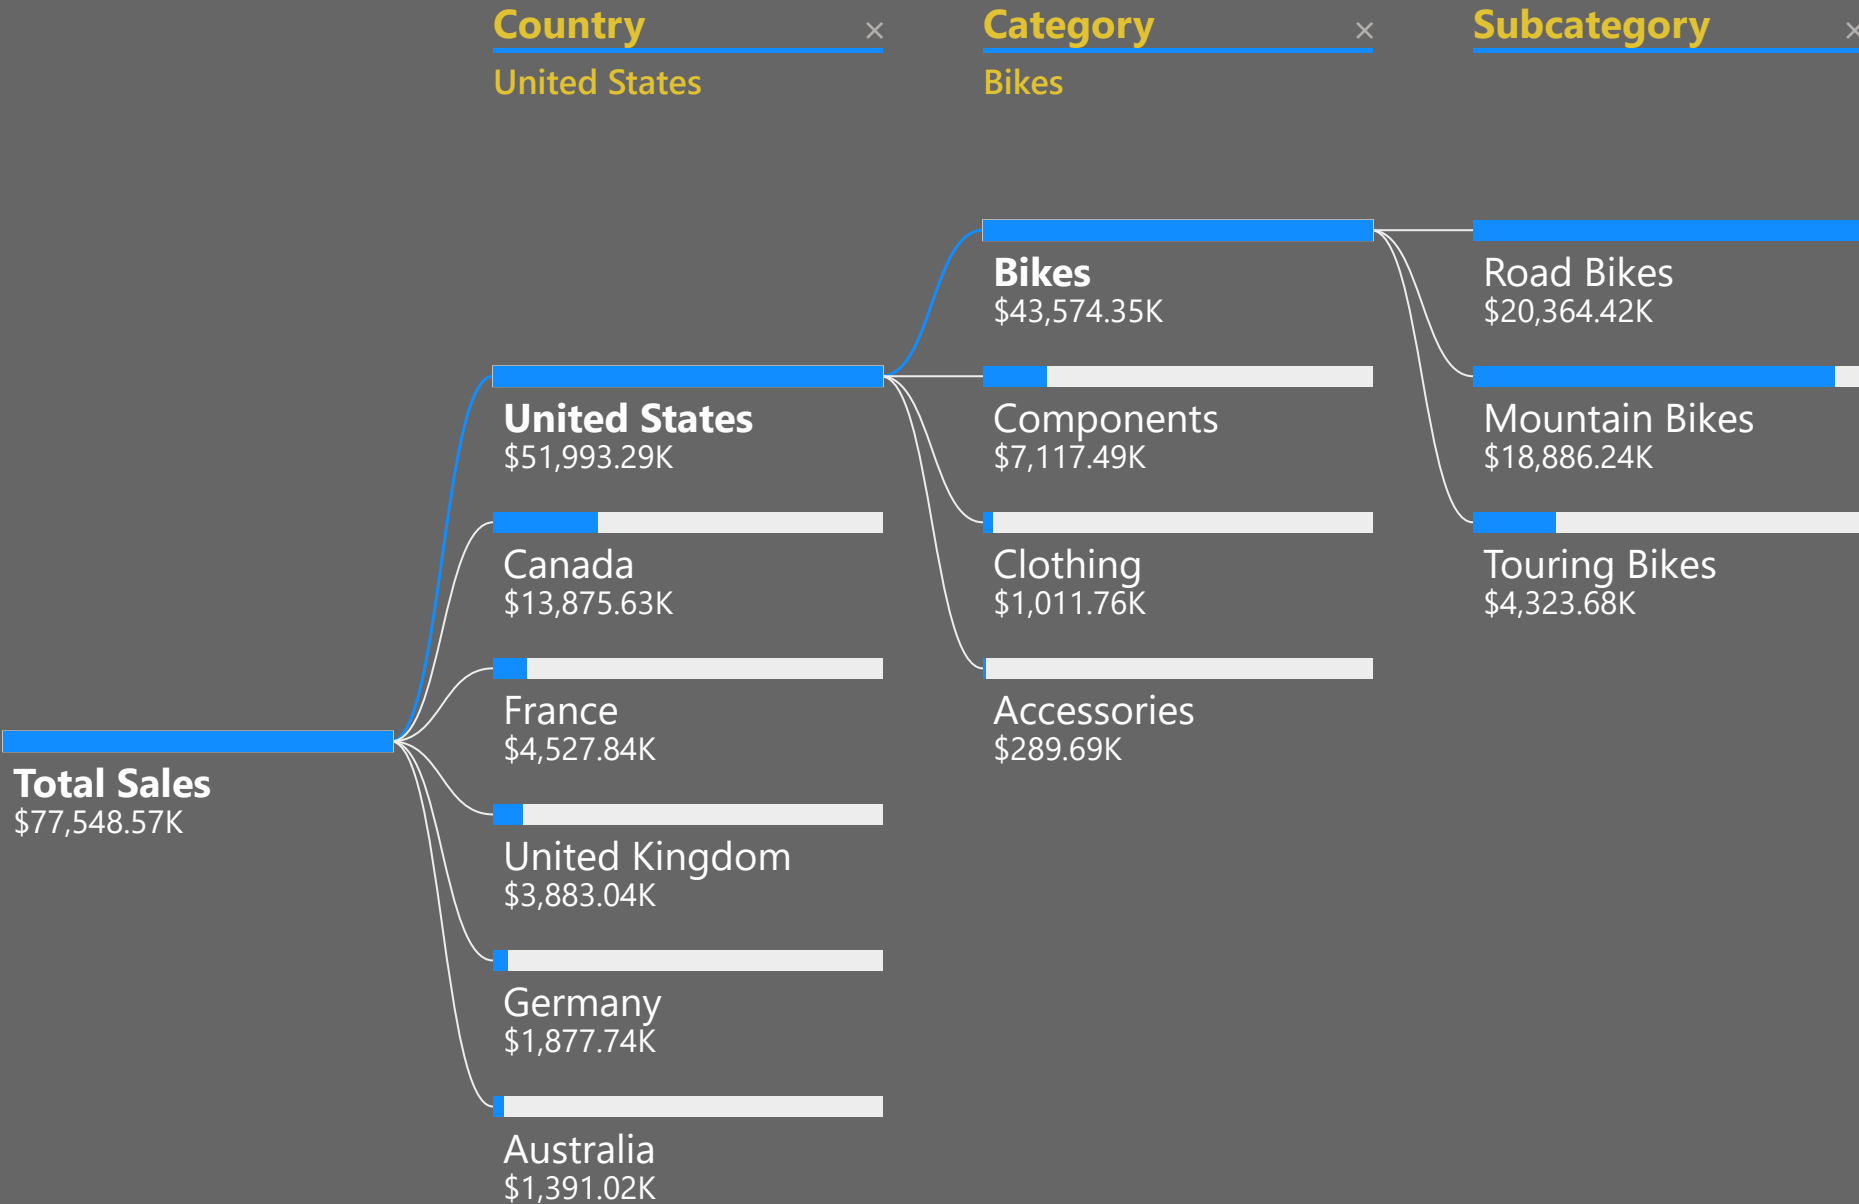 Country
Category
Subcategory
United States
Bikes
Total Sales
$77,548.57K
United States
$51,993.29K
Canada
$13,875.63K
France
$4,527.84K
United Kingdom
$3,883.04K
Germany
$1,877.74K
Australia
$1,391.02K
Bikes
$43,574.35K
Components
$7,117.49K
Clothing
$1,011.76K
Accessories
$289.69K
Road Bikes
$20,364.42K
Mountain Bikes
$18,886.24K
Touring Bikes
$4,323.68K